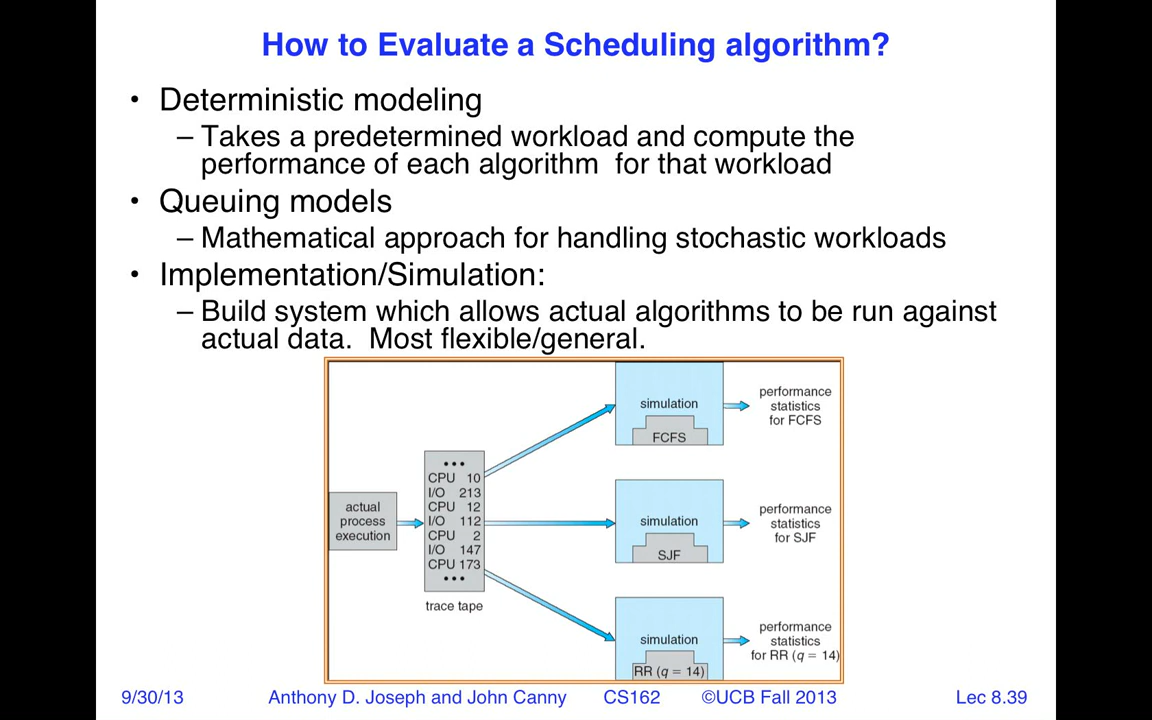 How to Evaluate a Scheduling algorithm?
• Deterministic modeling
– Takes a predetermined workload and compute the
performance of each algorithm  for that workload
• Queuing models
– Mathematical approach for handling stochastic workloads
• Implementation/Simulation:
– Build system which allows actual algorithms to be run against
actual data.  Most flexible/general.
actual
process
execution
•••
CPU 10
I/O 213
CPU 12
I/O 112
CPU 2
I/O 147
CPU 173
•••
trace tape
simulation
FCFS
performance
statistics
for FCFS
simulation
SJF
performance
statistics
for SJF
simulation
RR (q = 14)
performance
statistics
for RR (q = 14)
9/30/13 Anthony D. Joseph and John Canny CS162 ©UCB Fall 2013 Lec 8.39